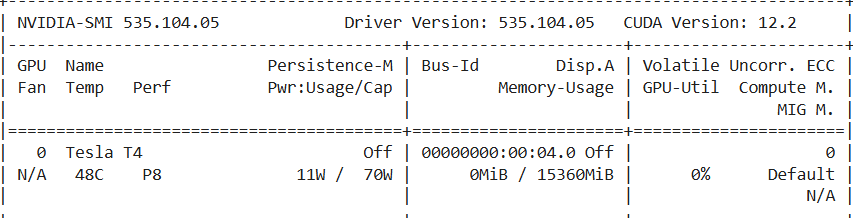 +---------------------------------------------------------------------------------------+
| NVIDIA-SMI 535.104.05             Driver Version: 535.104.05   CUDA Version: 12.2     |
|-----------------------------------------+----------------------+----------------------+
| GPU  Name                 Persistence-M | Bus-Id        Disp.A | Volatile Uncorr. ECC |
| Fan  Temp   Perf          Pwr:Usage/Cap |         Memory-Usage | GPU-Util  Compute M. |
|                                         |                      |               MIG M. |
|=========================================+======================+======================|
|   0  Tesla T4                       Off | 00000000:00:04.0 Off |                    0 |
| N/A   48C    P8              11W /  70W |      0MiB / 15360MiB |      0%      Default |
|                                         |                      |                  N/A |